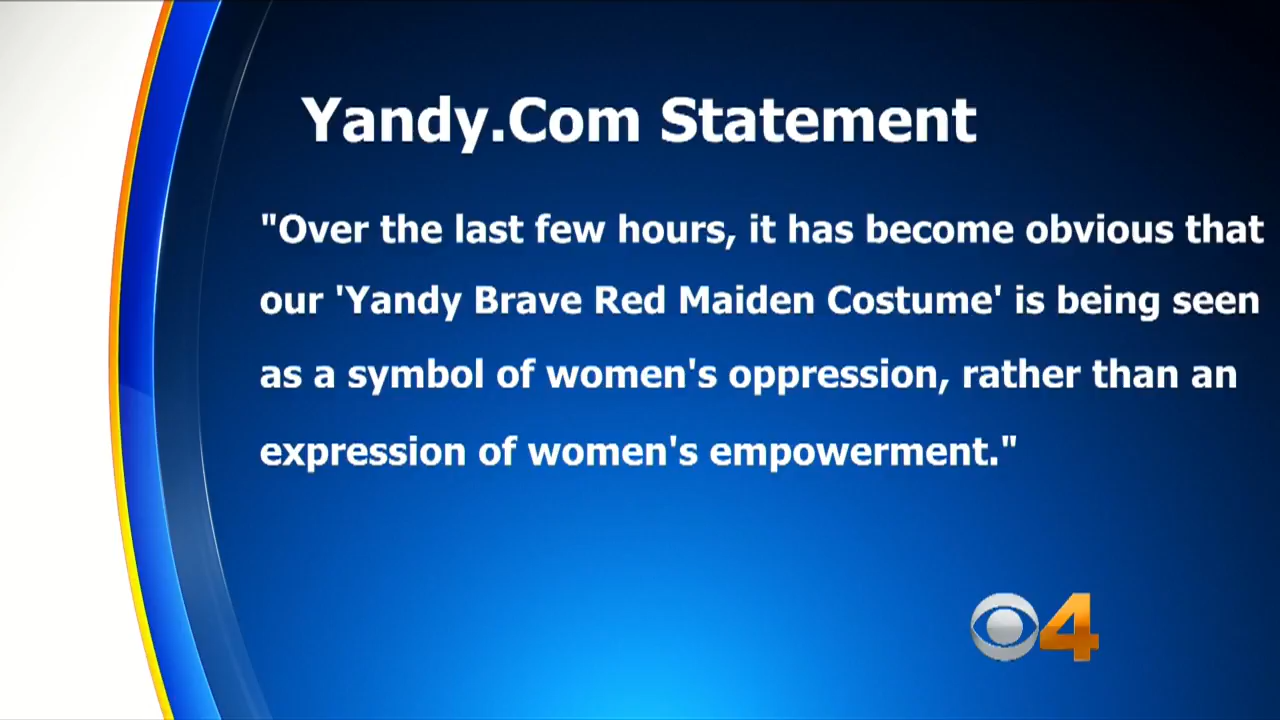 Yandy.Com Statement
"Over the last few hours, it has become obvious that
our 'Yandy Brave Red Maiden Costume' is being seen
as a symbol of women's oppression, rather than an
expression of women's empowerment."
4